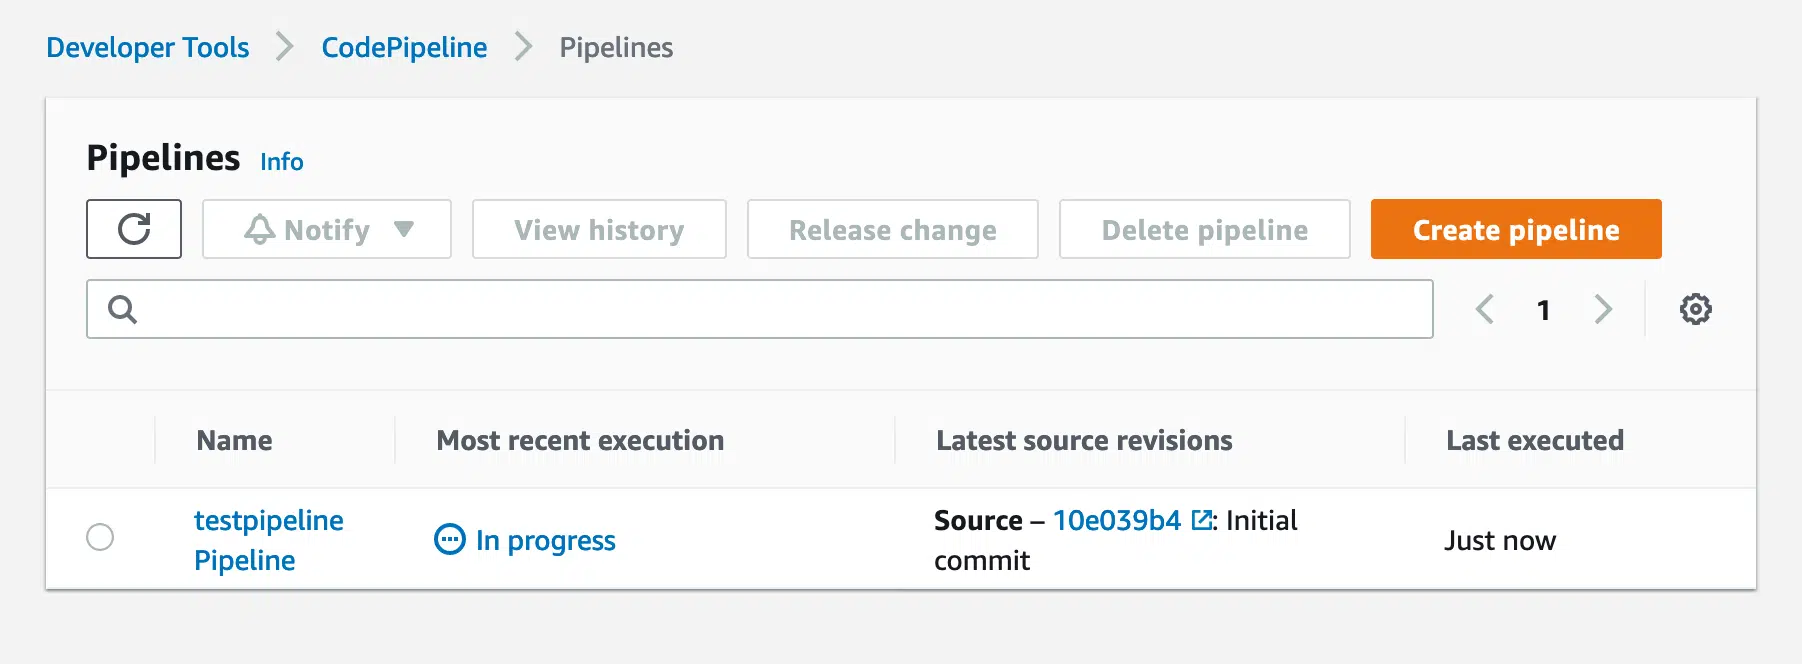 Developer Tools > CodePipeline > Pipelines
Pipelines Info
Notify ▼ View history Release change Delete pipeline Create pipeline
1
Name Most recent execution Latest source revisions Last executed
testpipeline
Pipeline
In progress
Source – 10e039b4 : Initial
commit
Just now